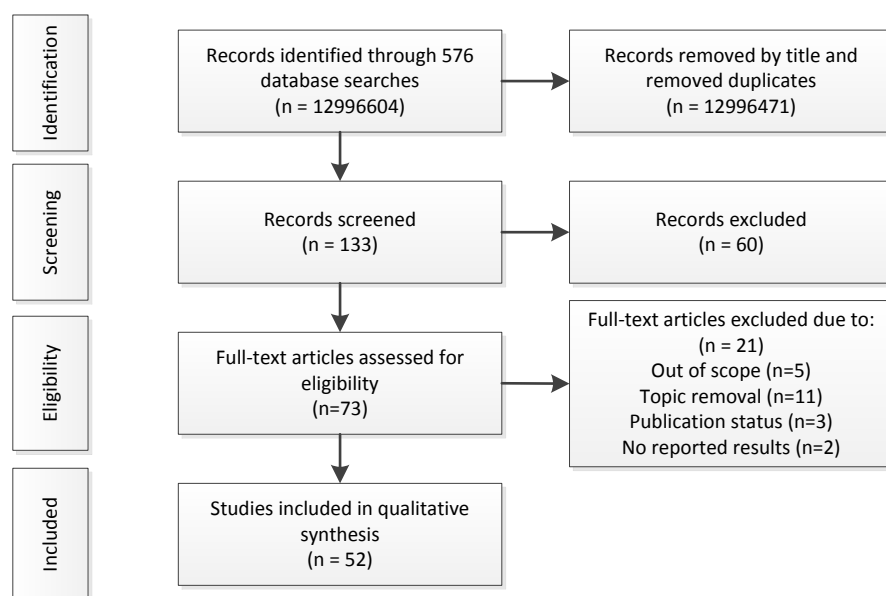 Identification
Records identified through 576
database searches
(n = 12996604)
Records removed by title and
removed duplicates
(n = 12996471)
Screening
Records screened
(n = 133)
Records excluded
(n = 60)
Eligibility
Full-text articles assessed for
eligibility
(n=73)
Full-text articles excluded due to:
(n = 21)
Out of scope (n=5)
Topic removal (n=11)
Publication status (n=3)
No reported results (n=2)
Included
Studies included in qualitative
synthesis
(n = 52)